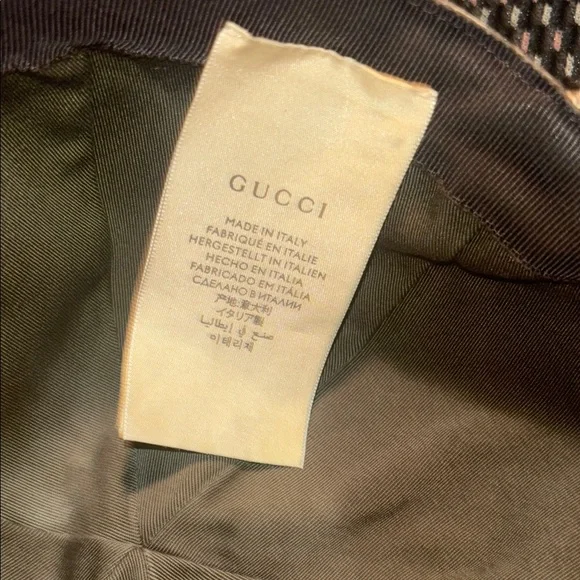 GUCCI
MADE IN ITALY
FABRIQUÉ EN ITALIE
HERGESTELLT IN ITALIEN
HECHO EN ITALIA
FABRICADO EM ITÁLIA
СДЕЛАНО В ИТАЛИИ
产地:意大利
イタリア製
صنع في إيطاليا
이태리제